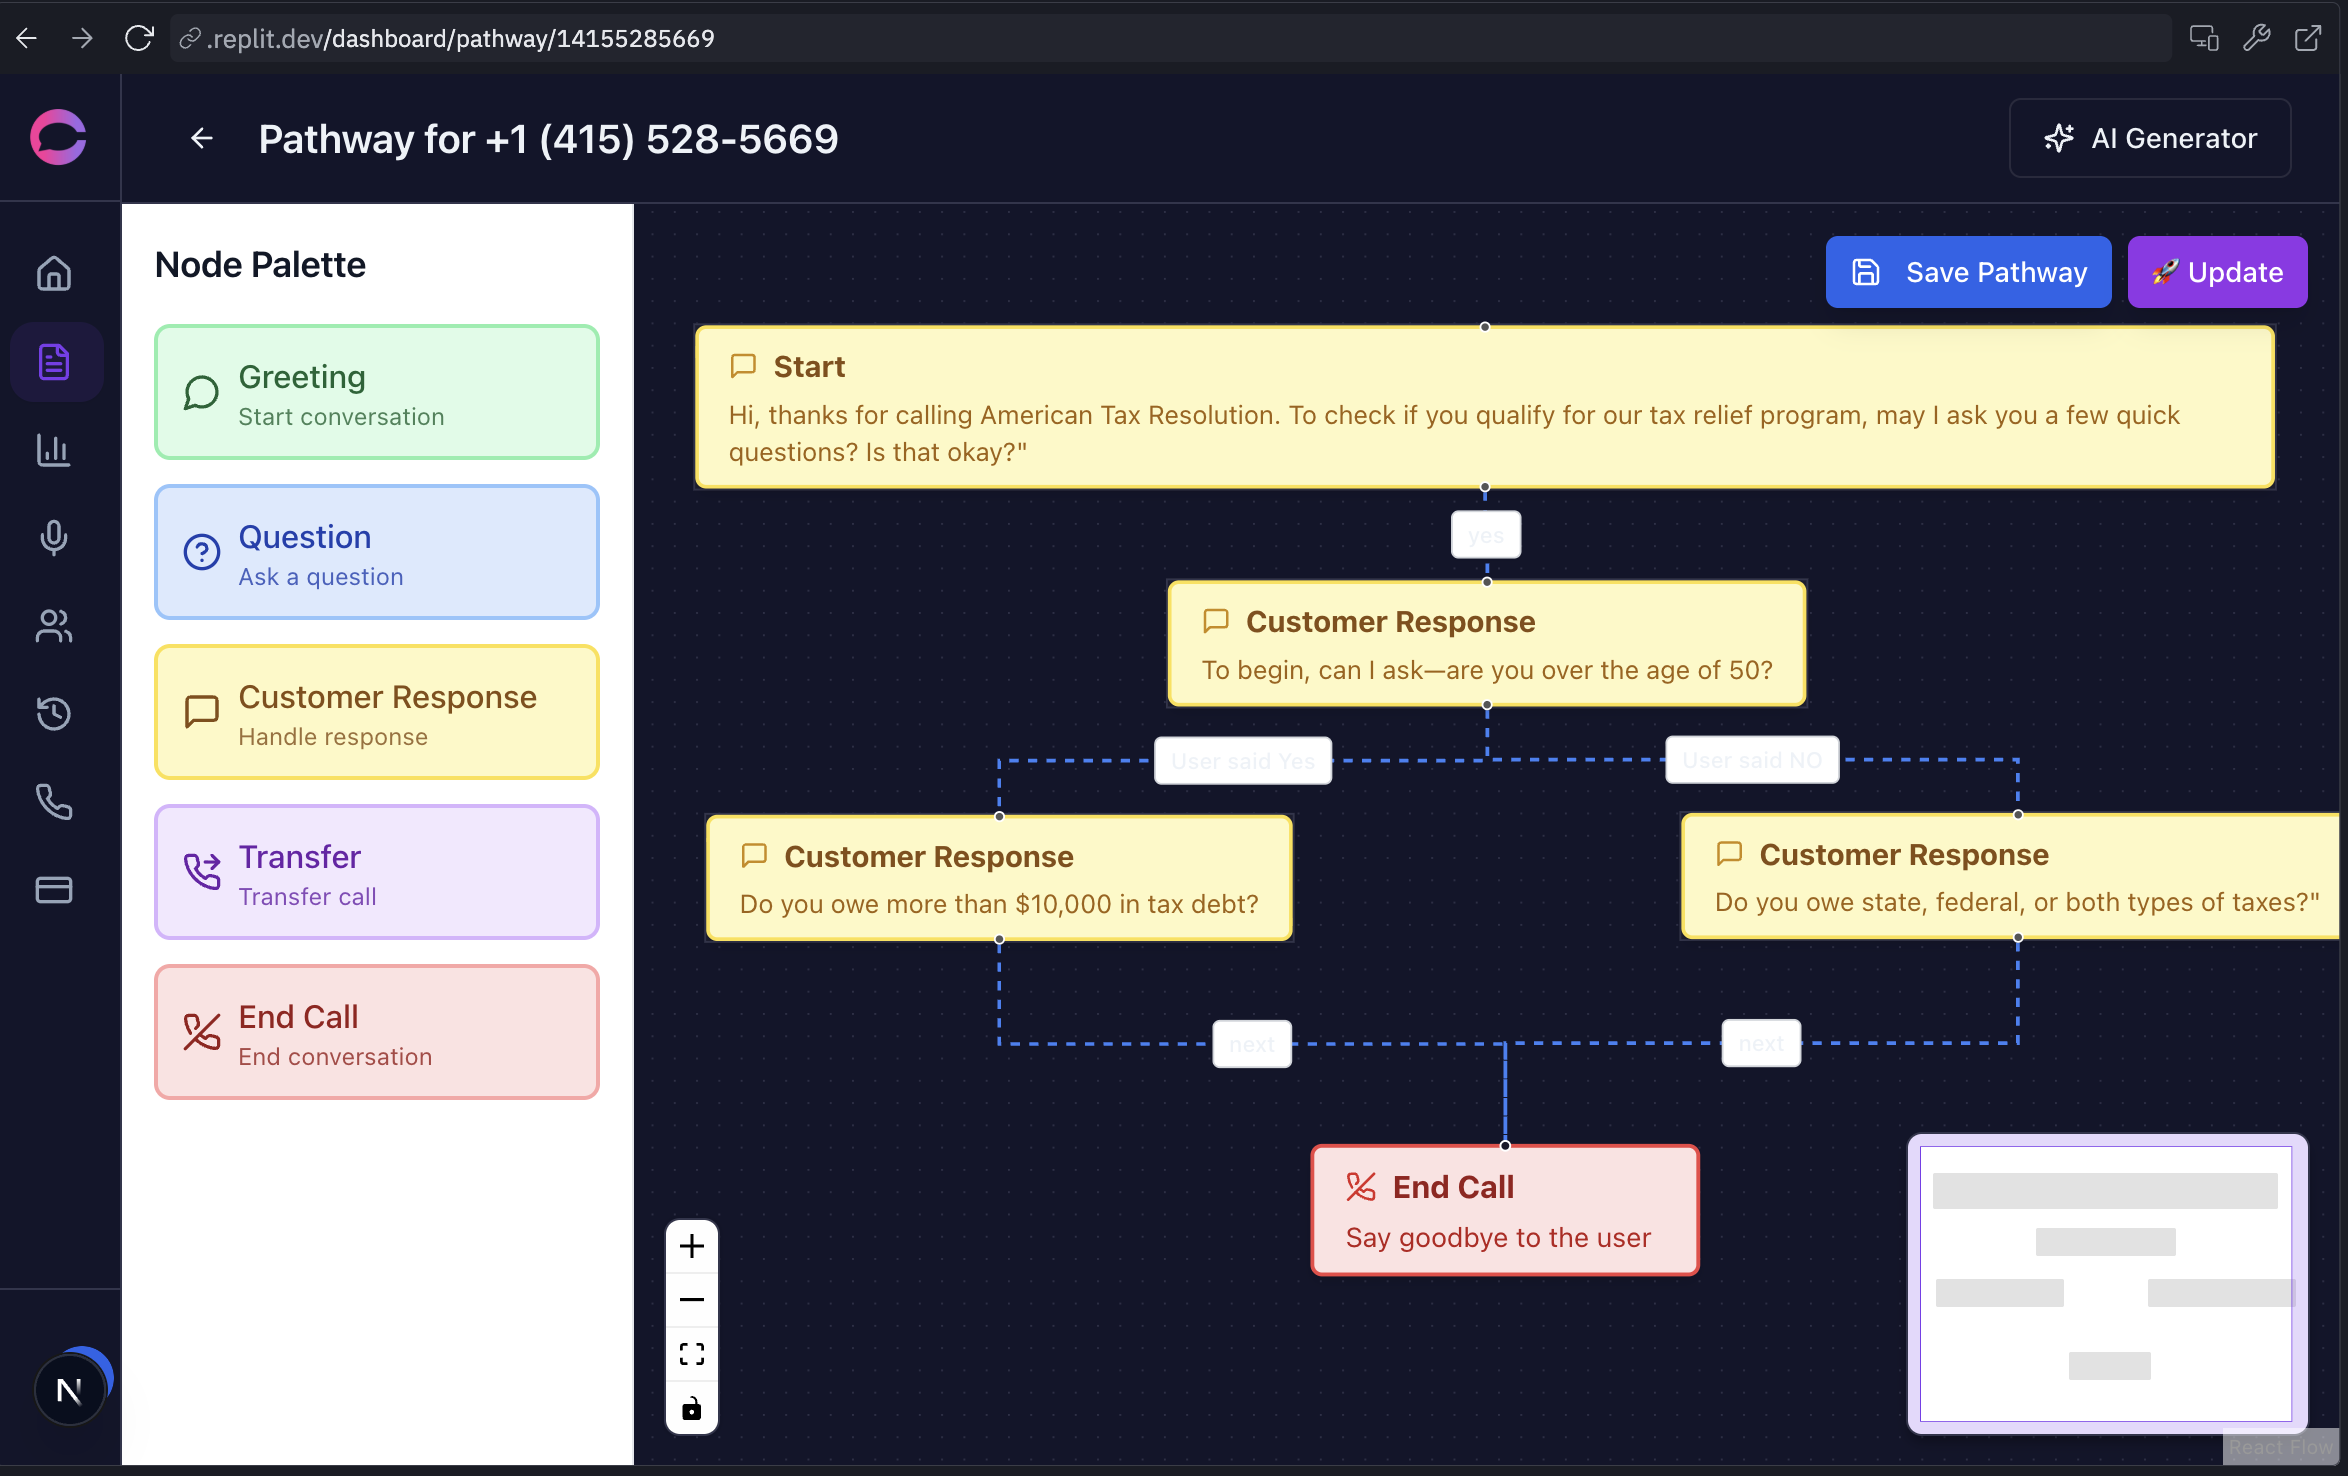 .replit.dev/dashboard/pathway/14155285669
Pathway for +1 (415) 528-5669
AI Generator
Node Palette
Greeting
Start conversation
Question
Ask a question
Customer Response
Handle response
Transfer
Transfer call
End Call
End conversation
Save Pathway
🚀 Update
Start
Hi, thanks for calling American Tax Resolution. To check if you qualify for our tax relief program, may I ask you a few quick
questions? Is that okay?"
yes
Customer Response
To begin, can I ask—are you over the age of 50?
User said Yes
User said NO
Customer Response
Do you owe more than $10,000 in tax debt?
Customer Response
Do you owe state, federal, or both types of taxes?"
next
next
End Call
Say goodbye to the user
N
React Flow